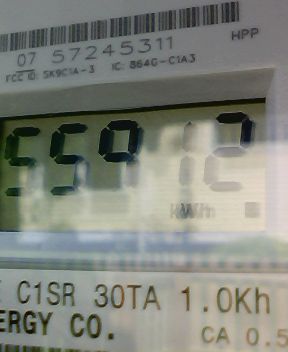 07 57245311
HPP
FCC ID: SK9C1A-3 IC: 864G-C1A3
55912
kWh
C1SR 30TA 1.0Kh
ERGY CO.
CA 0.5